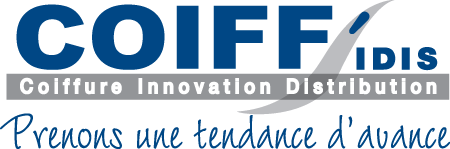 COIFF'IDIS
Coiffure Innovation Distribution
Prenons une tendance d'avance